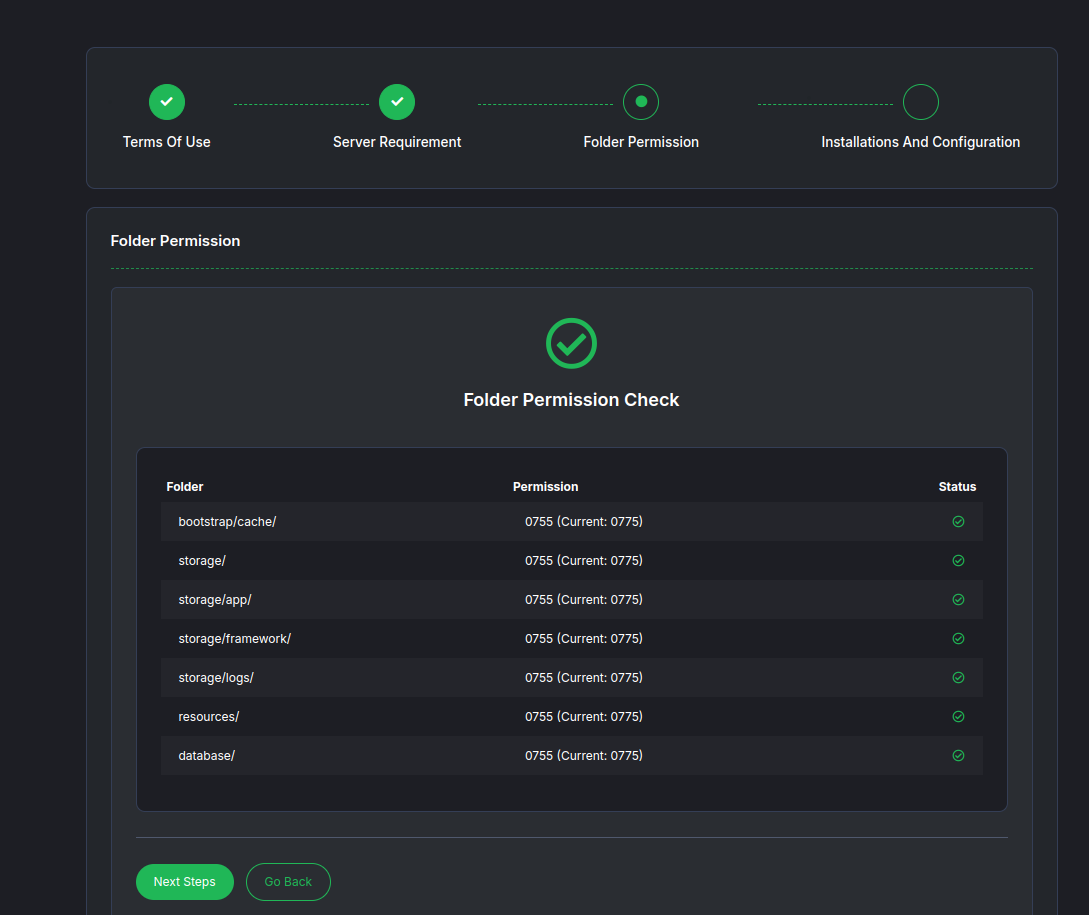 Terms Of Use
Server Requirement
Folder Permission
Installations And Configuration
Folder Permission
Folder Permission Check
Folder Permission Status
bootstrap/cache/ 0755 (Current: 0775)
storage/ 0755 (Current: 0775)
storage/app/ 0755 (Current: 0775)
storage/framework/ 0755 (Current: 0775)
storage/logs/ 0755 (Current: 0775)
resources/ 0755 (Current: 0775)
database/ 0755 (Current: 0775)
Next Steps Go Back